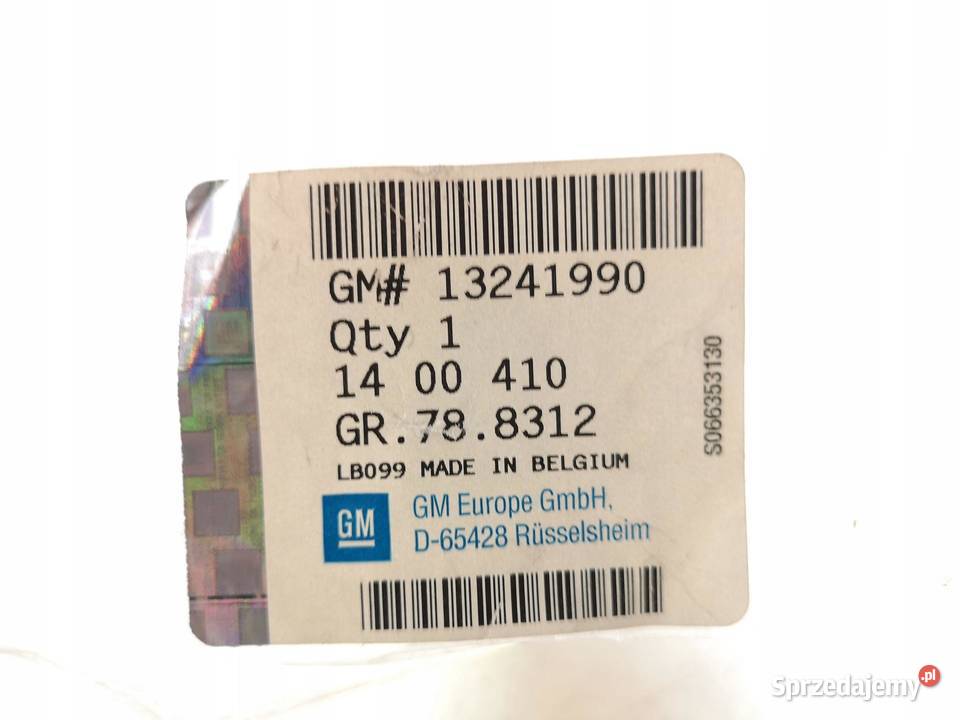 GM# 13241990
Qty 1
14 00 410
GR.78.8312
LB099 MADE IN BELGIUM
GM
GM Europe GmbH,
D-65428 Rüsselsheim
S066353130
Sprzedajemy.pl